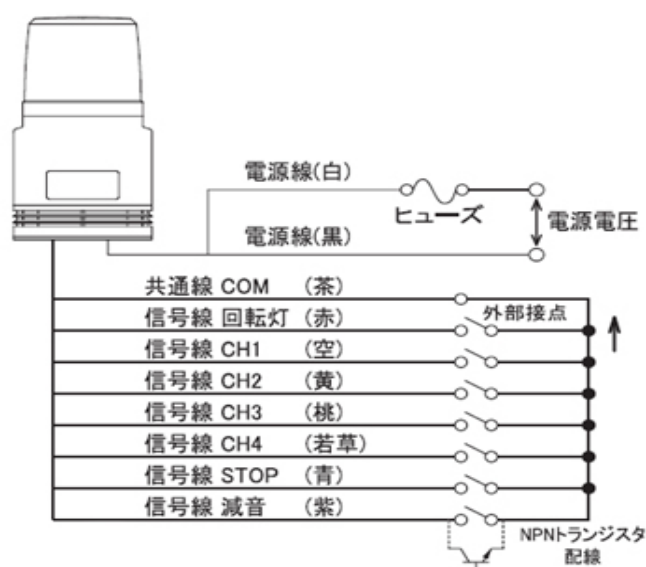 電源線(白)
ヒューズ
電源電圧
電源線(黒)
共通線 COM (茶)
外部接点
信号線 回転灯 (赤)
信号線 CH1 (空)
信号線 CH2 (黄)
信号線 CH3 (桃)
信号線 CH4 (若草)
信号線 STOP (青)
信号線 減音 (紫)
NPNトランジスタ
配線